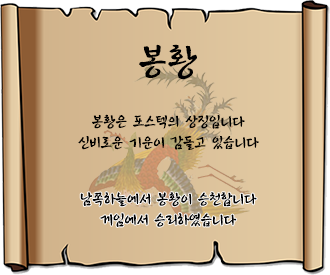 봉황
봉황은 포스텍의 상징입니다
신비로운 기운이 감돌고 있습니다
남쪽하늘에서 봉황이 승천합니다
게임에서 승리하였습니다